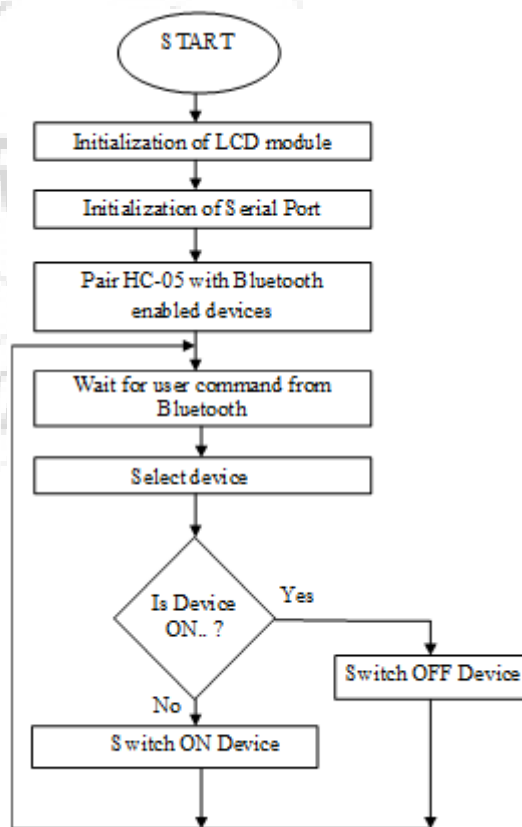 START
Initialization of LCD module
Initialization of Serial Port
Pair HC-05 with Bluetooth
enabled devices
Wait for user command from
Bluetooth
Select device
Is Device
ON.. ?
Yes
Switch OFF Device
No
Switch ON Device